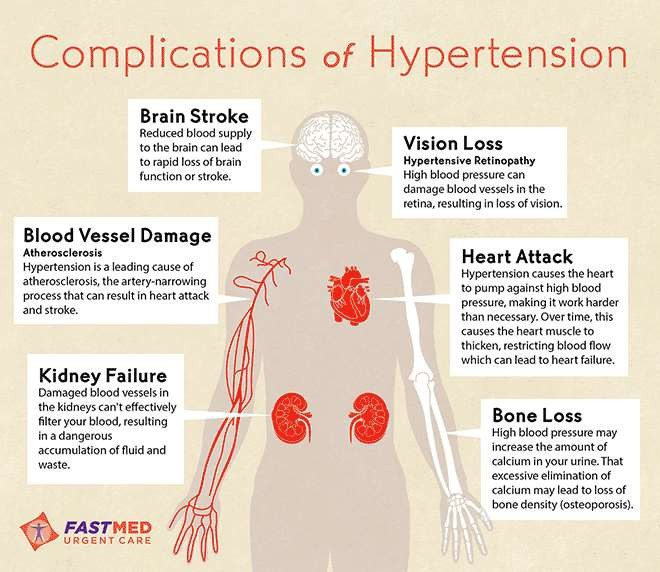 Complications of Hypertension
Brain Stroke
Reduced blood supply
to the brain can lead
to rapid loss of brain
function or stroke.
Vision Loss
Hypertensive Retinopathy
High blood pressure can
damage blood vessels in the
retina, resulting in loss of vision.
Blood Vessel Damage
Atherosclerosis
Hypertension is a leading cause of
atherosclerosis, the artery-narrowing
process that can result in heart attack
and stroke.
Heart Attack
Hypertension causes the heart
to pump against high blood
pressure, making it work harder
than necessary. Over time, this
causes the heart muscle to
thicken, restricting blood flow
which can lead to heart failure.
Kidney Failure
Damaged blood vessels in
the kidneys can't effectively
filter your blood, resulting
in a dangerous
accumulation of fluid and
waste.
Bone Loss
High blood pressure may
increase the amount of
calcium in your urine. That
excessive elimination of
calcium may lead to loss of
bone density (osteoporosis).
FASTMED
URGENT CARE